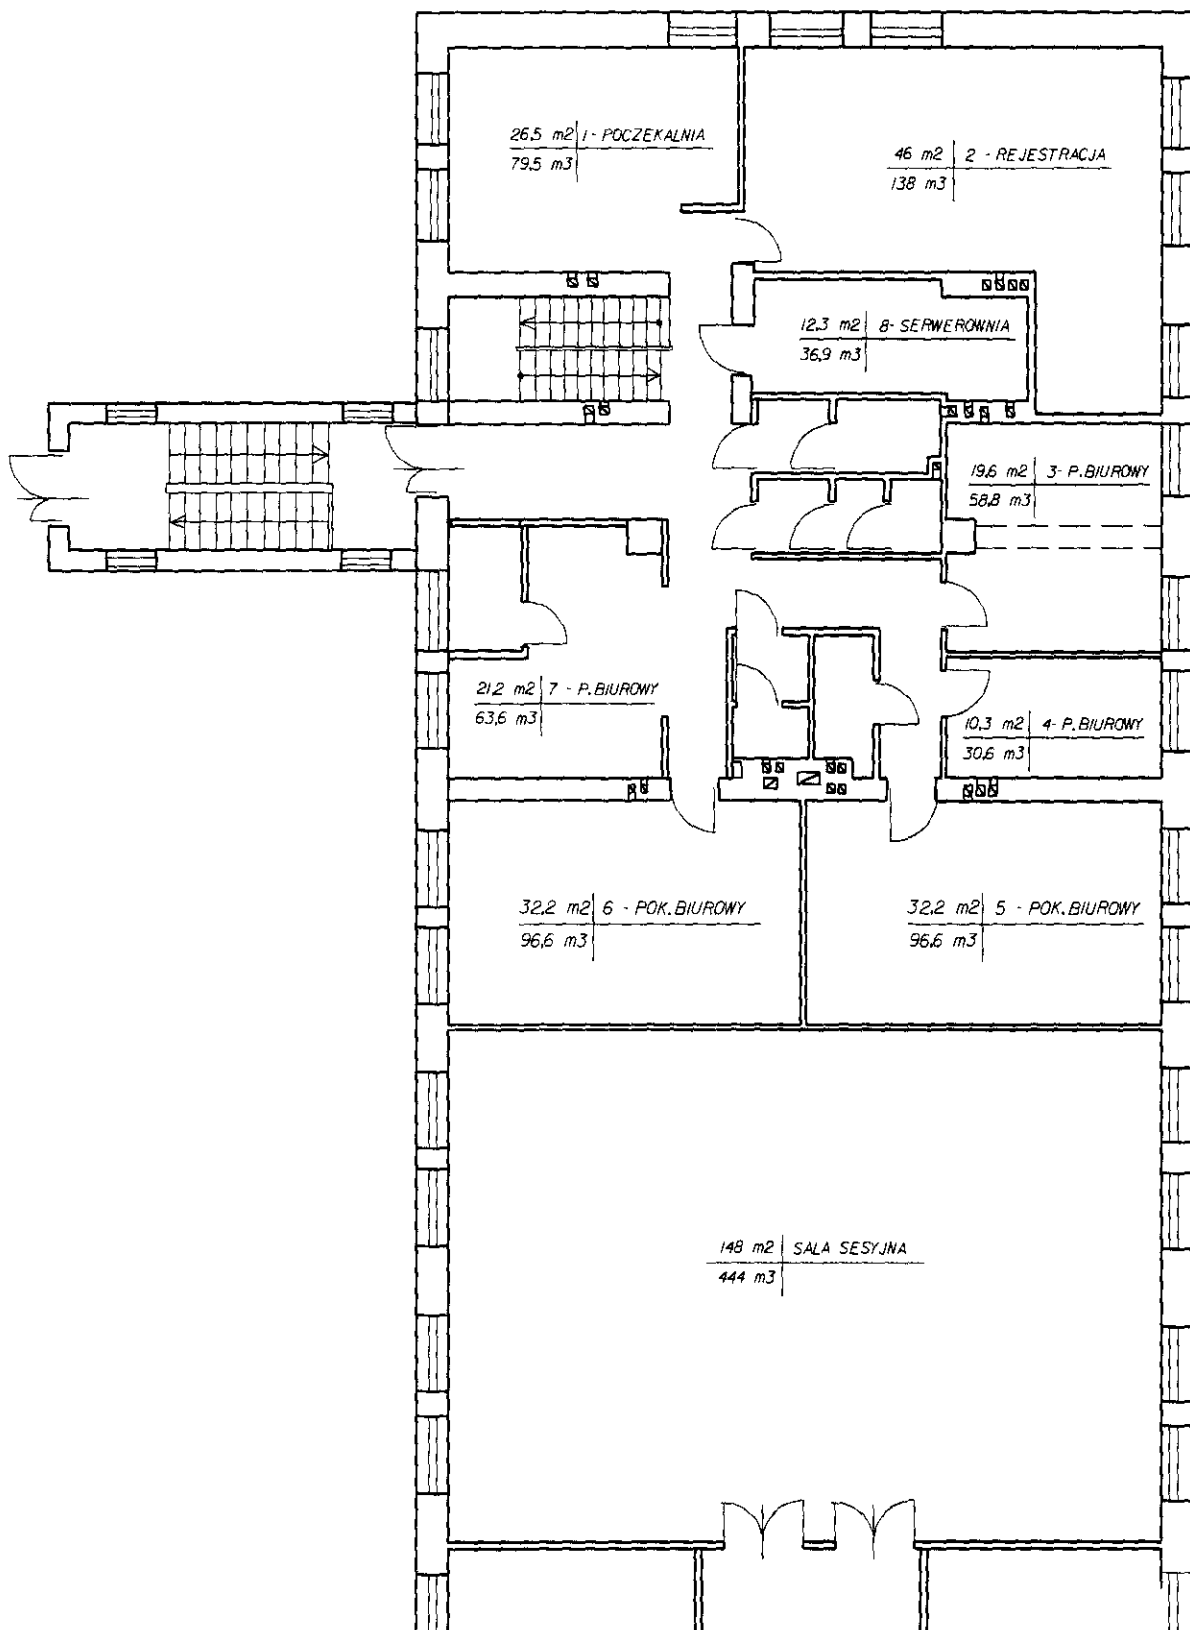 26,5 m2 1 - POCZEKALNIA
79,5 m3
46 m2 2 - REJESTRACJA
138 m3
12,3 m2 8 - SERWEROWNIA
36,9 m3
19,6 m2 3 - P.BIUROWY
58,8 m3
21,2 m2 7 - P.BIUROWY
63,6 m3
10,3 m2 4 - P.BIUROWY
30,6 m3
32,2 m2 6 - POK.BIUROWY
96,6 m3
32,2 m2 5 - POK.BIUROWY
96,6 m3
148 m2 SALA SESYJNA
444 m3